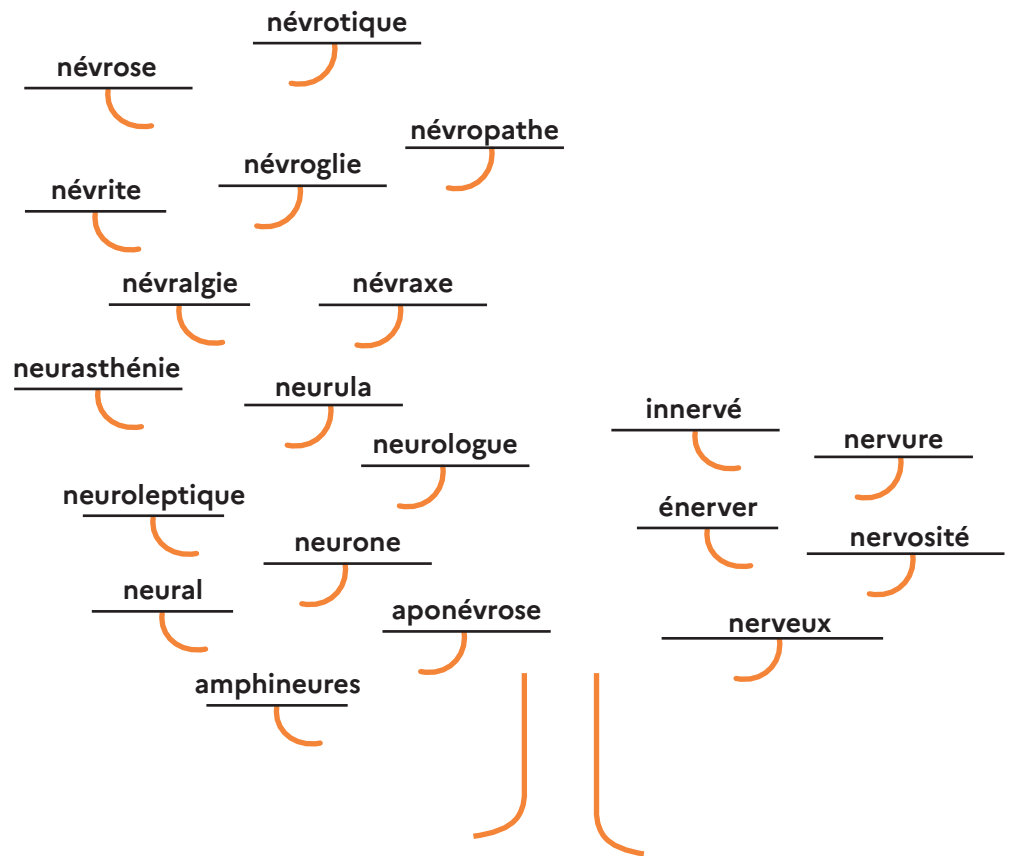 névrotique
névrose
névropathe
névroglie
névrite
névralgie
névraxe
neurasthénie
neurula
innervé
nervure
neurologue
neuroleptique
énerver
nervosité
neurone
neural
aponévrose
nerveux
amphineures